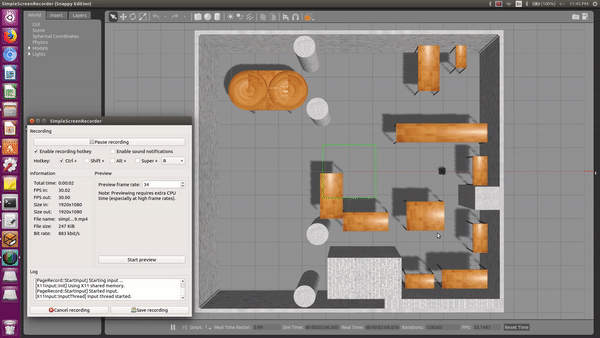 SimpleScreenRecorder (Snappy Edition)
11:45 PM
World Insert Layers
GUI
Scene
Spherical Coordinates
Physics
Models
Lights
SimpleScreenRecorder
Recording
Pause recording
Enable recording hotkey Enable sound notifications
Hotkey: Ctrl + Shift + Alt + Super + R
Information Preview
Total time: 0:00:02
FPS in: 30.02
FPS out: 30.00
Size in: 1920x1080
Size out: 1920x1080
File name: simpl...9.mp4
File size: 247 KiB
Bit rate: 883 kbit/s
Preview frame rate: 34
Note: Previewing requires extra CPU
time (especially at high frame rates).
Start preview
Log
[PageRecord::StartInput] Starting input ...
[X11Input::Init] Using X11 shared memory.
[PageRecord::StartInput] Started input.
[X11Input::InputThread] Input thread started.
Cancel recording Save recording
Steps: 1 Real Time Factor: Sim Time: Real Time: Iterations: FPS: Reset Time